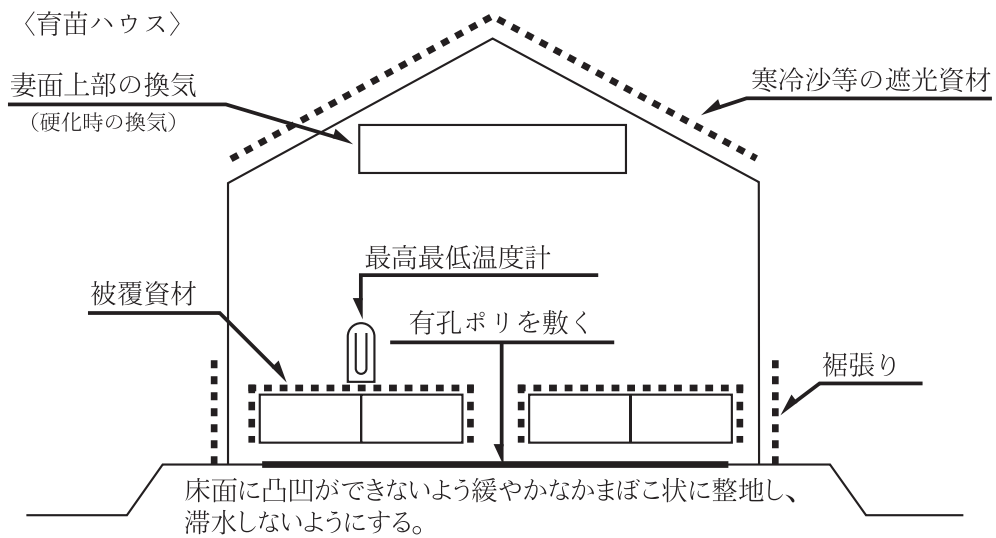 〈育苗ハウス〉
妻面上部の換気
（硬化時の換気）
寒冷沙等の遮光資材
最高最低温度計
被覆資材
有孔ポリを敷く
裾張り
床面に凸凹ができないよう緩やかなかまぼこ状に整地し、
滞水しないようにする。